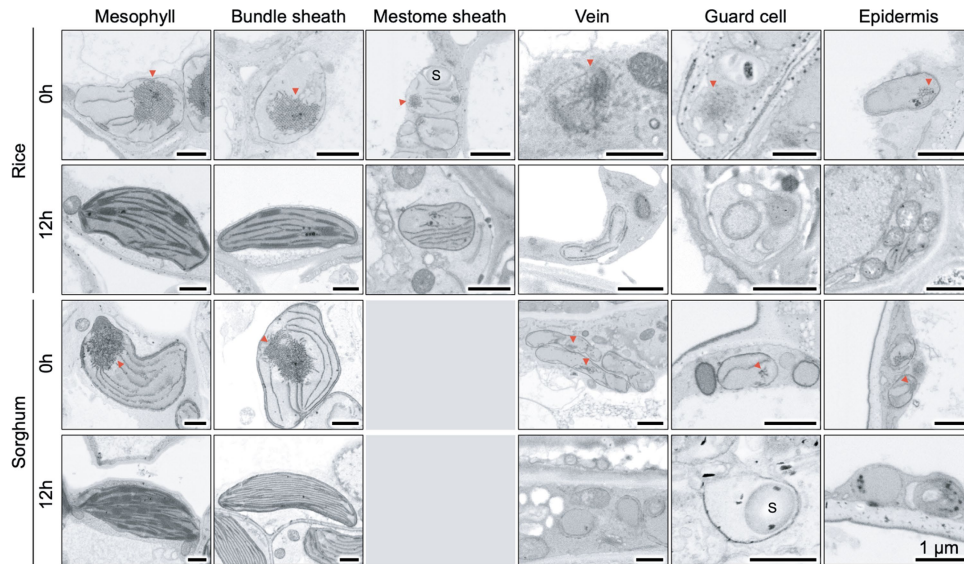 Mesophyll Bundle sheath Mestome sheath Vein Guard cell Epidermis
Rice
0h
S
12h
Sorghum
0h
12h
S
1 μm